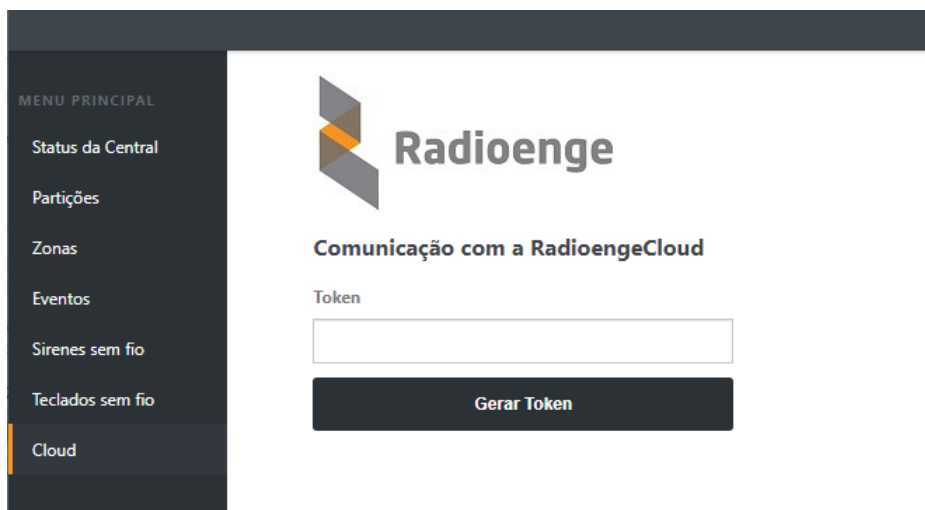 MENU PRINCIPAL
Status da Central
Partições
Zonas
Eventos
Sirenes sem fio
Teclados sem fio
Cloud
Radioenge
Comunicação com a RadioengeCloud
Token
Gerar Token